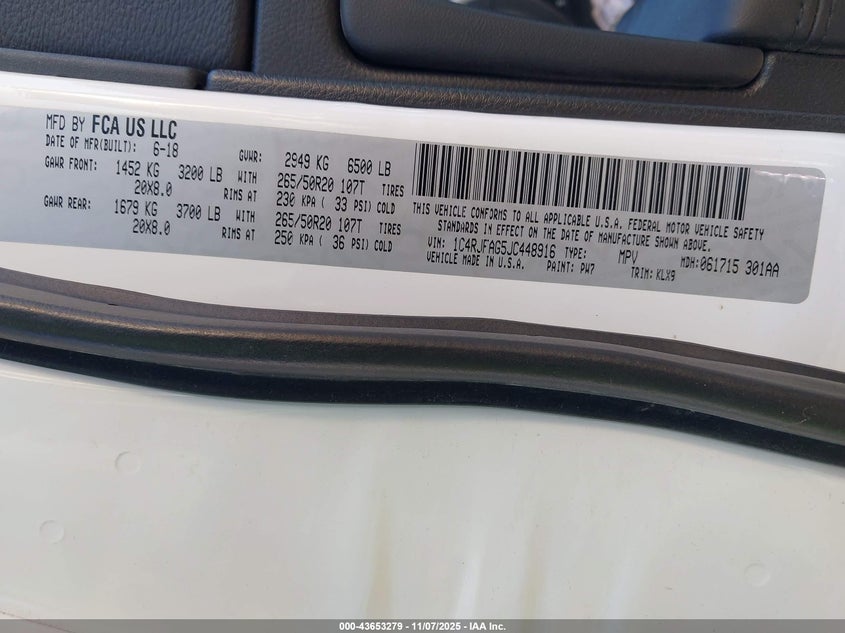 MFD BY FCA US LLC
DATE OF MFR(BUILT): 6-18 GVWR: 2949 KG 6500 LB
GAWR FRONT: 1452 KG 3200 LB WITH 265/50R20 107T TIRES
20X8.0 RIMS AT 230 KPA ( 33 PSI) COLD
GAWR REAR: 1679 KG 3700 LB WITH 265/50R20 107T TIRES
20X8.0 RIMS AT 250 KPA ( 36 PSI) COLD
THIS VEHICLE CONFORMS TO ALL APPLICABLE U.S.A. FEDERAL MOTOR VEHICLE SAFETY
STANDARDS IN EFFECT ON THE DATE OF MANUFACTURE SHOWN ABOVE.
VIN: 1C4RJFAG5JC448916 TYPE: MPV MDH: 061715 301AA
VEHICLE MADE IN U.S.A. PAINT: PW7 TRIM: KLX9
000-43653279 - 11/07/2025 - IAA Inc.